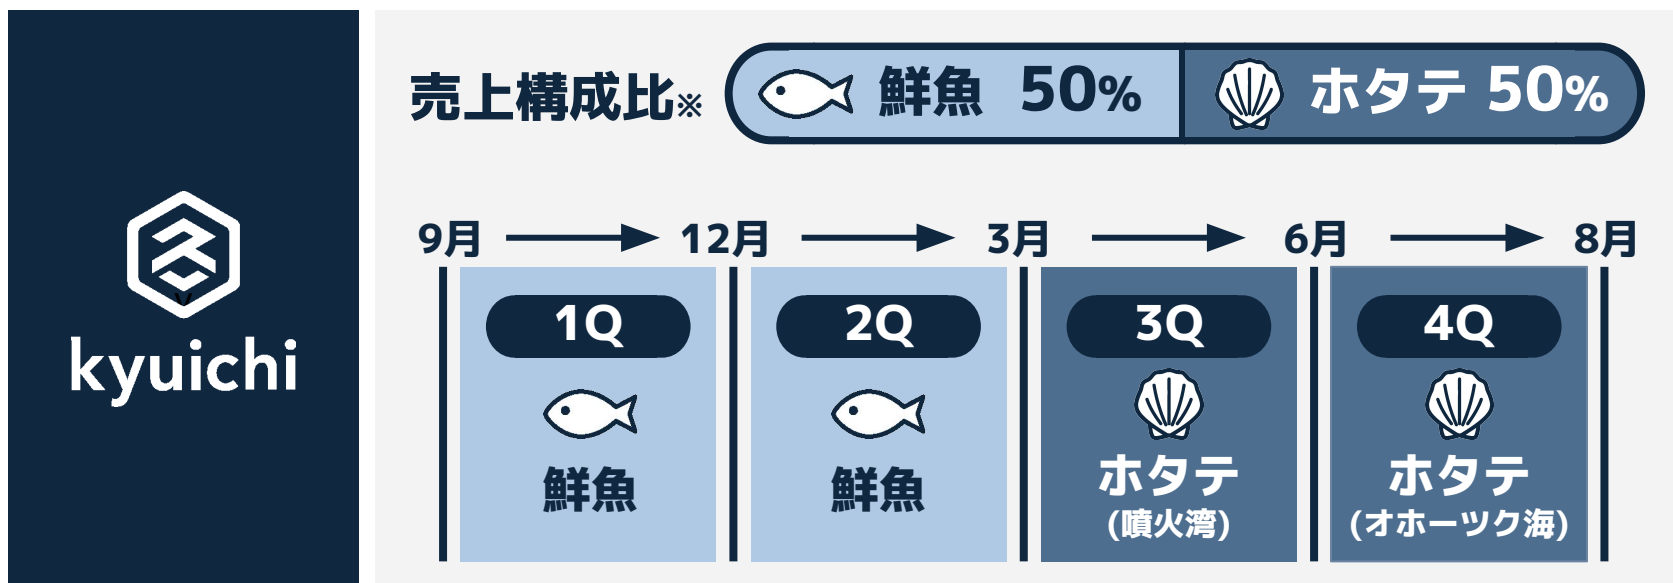 kyuichi
売上構成比※
鮮魚 50%
ホタテ 50%
9月 12月 3月 6月 8月
1Q
鮮魚
2Q
鮮魚
3Q
ホタテ
(噴火湾)
4Q
ホタテ
(オホーツク海)